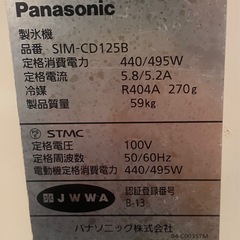 Panasonic
製氷機
品番 SIM-CD125B
定格消費電力 440/495W
定格電流 5.8/5.2A
冷媒 R404A 270g
製品質量 59kg
STMC
定格電圧 100V
定格周波数 50/60Hz
電動機定格消費電力 440/495W
JWWA 認証登録番号
B-13
パナソニック株式会社